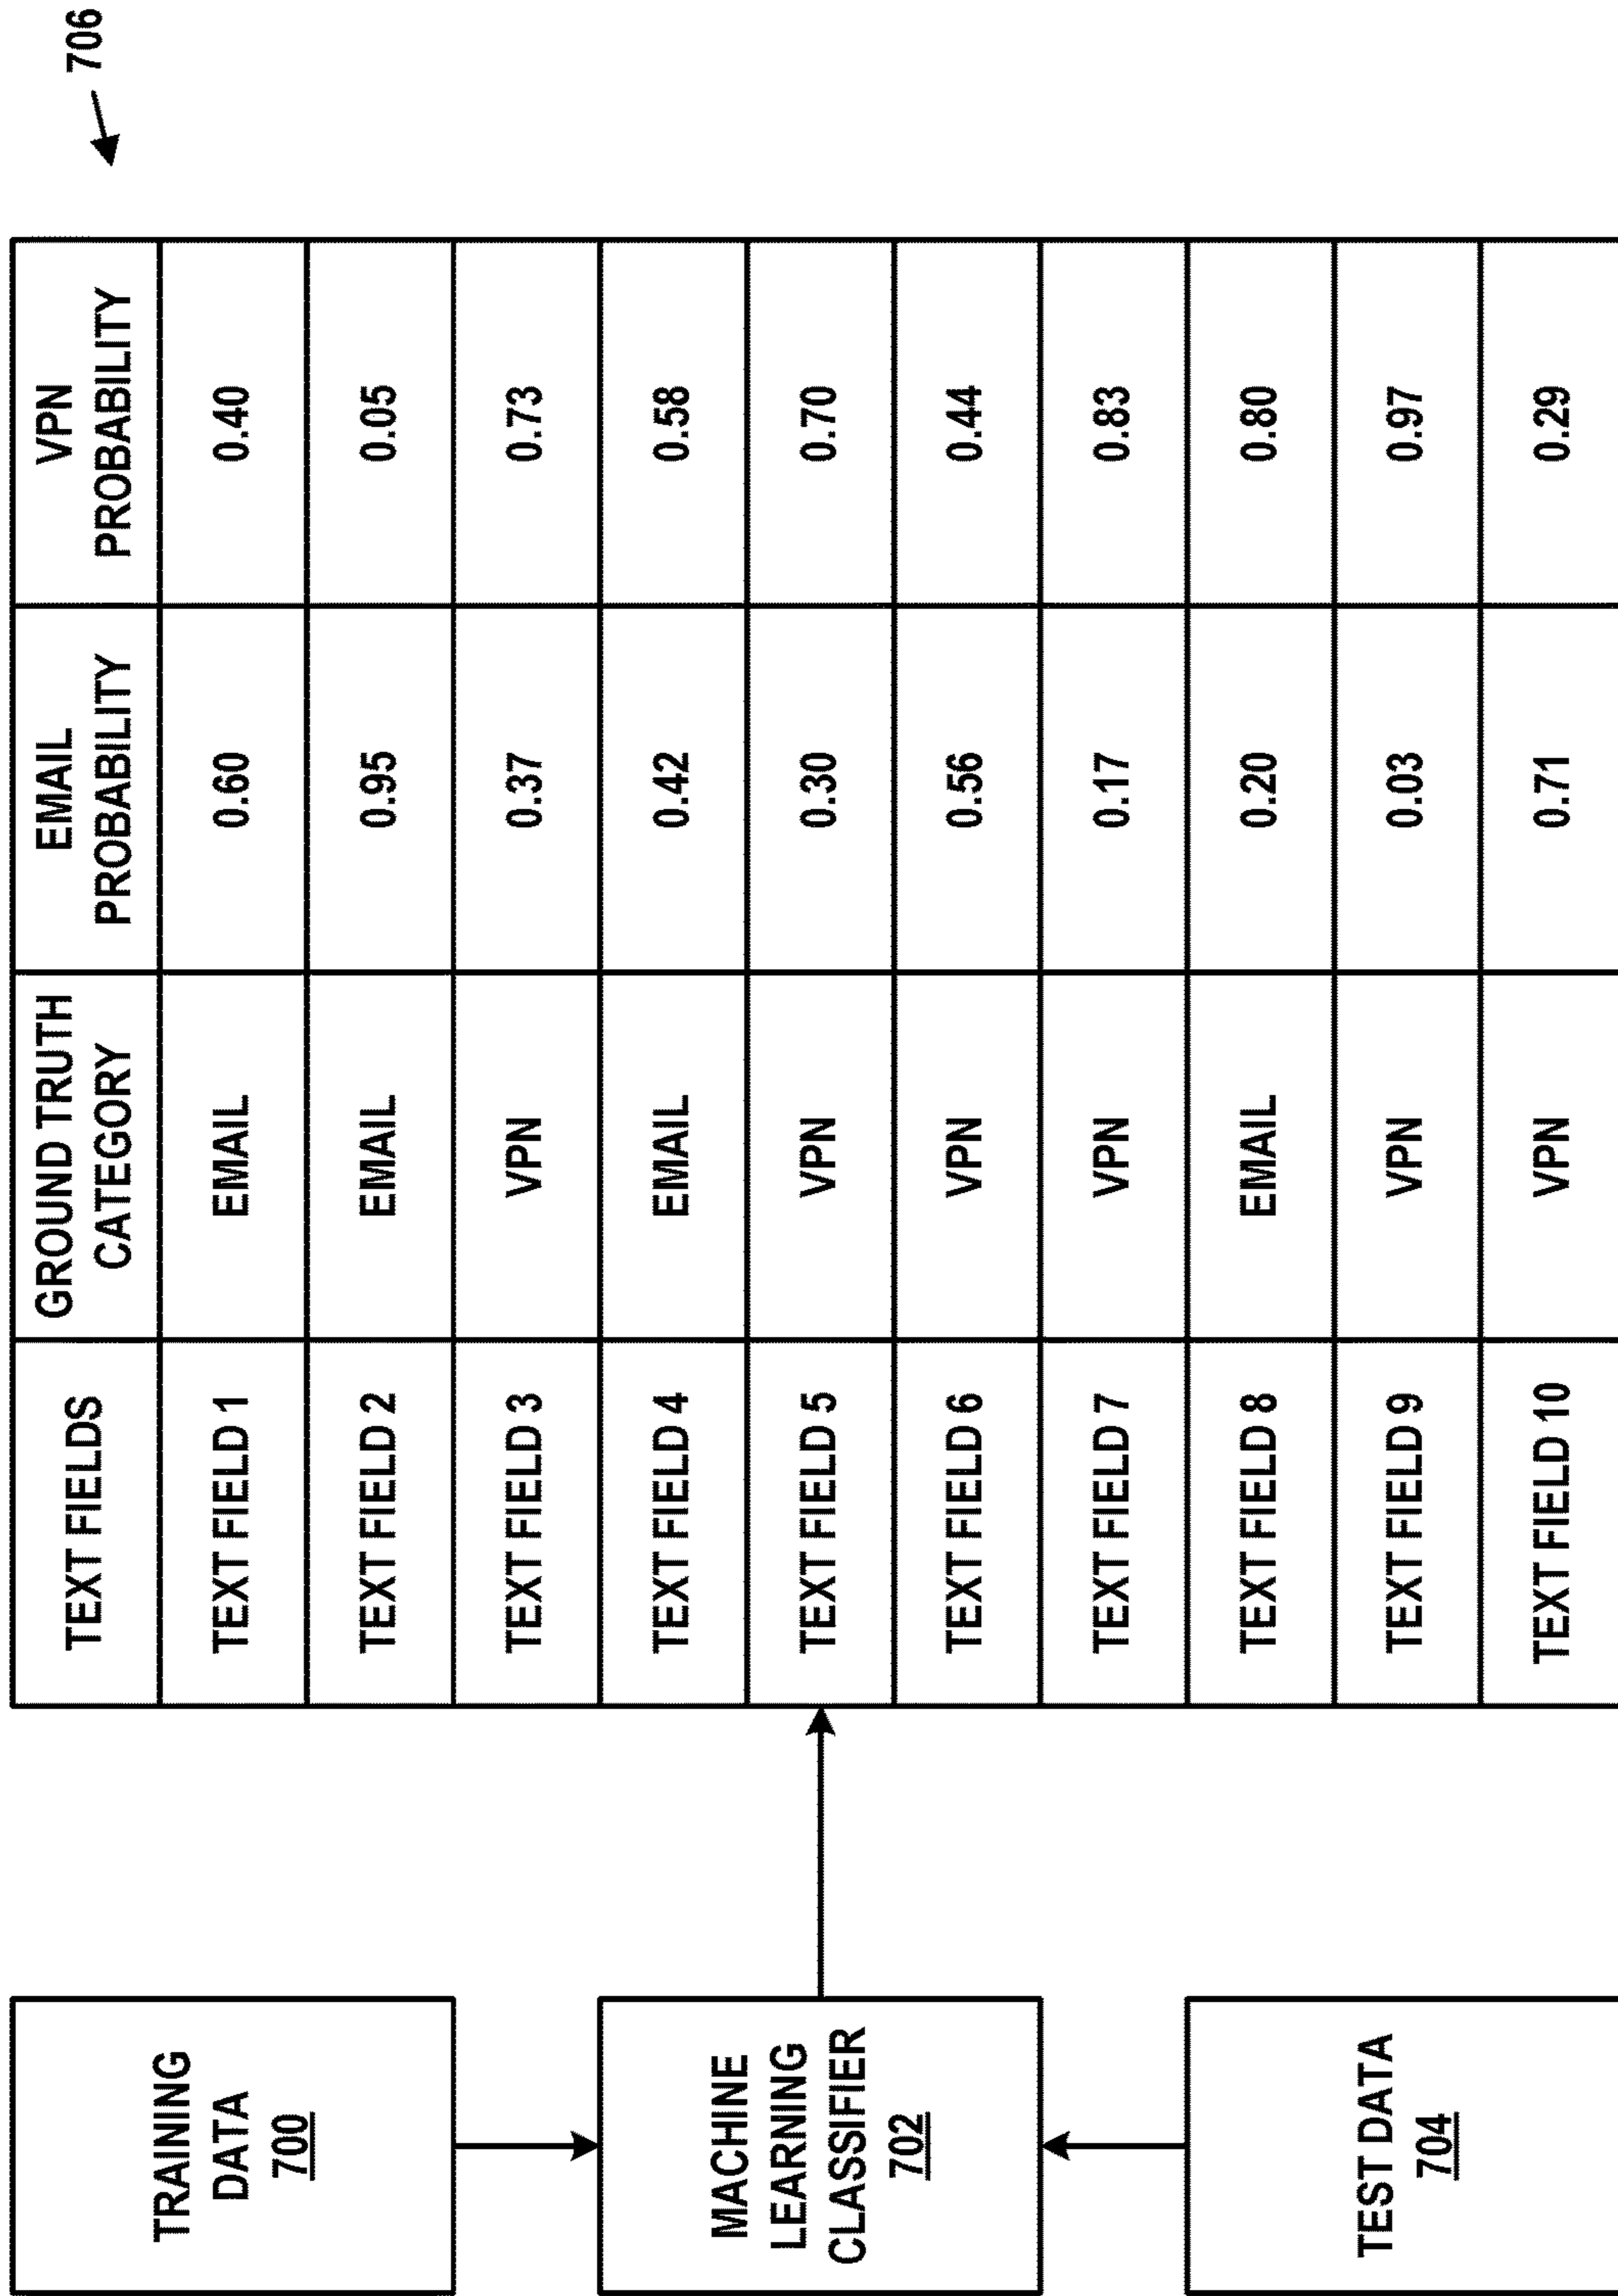 TRAINING
DATA
700
MACHINE
LEARNING
CLASSIFIER
702
TEST DATA
704
706
TEXT FIELDS
GROUND TRUTH
CATEGORY
EMAIL
PROBABILITY
VPN
PROBABILITY
TEXT FIELD 1 EMAIL 0.60 0.40
TEXT FIELD 2 EMAIL 0.95 0.05
TEXT FIELD 3 VPN 0.37 0.73
TEXT FIELD 4 EMAIL 0.42 0.58
TEXT FIELD 5 VPN 0.30 0.70
TEXT FIELD 6 VPN 0.56 0.44
TEXT FIELD 7 VPN 0.17 0.83
TEXT FIELD 8 EMAIL 0.20 0.80
TEXT FIELD 9 VPN 0.03 0.97
TEXT FIELD 10 VPN 0.71 0.29